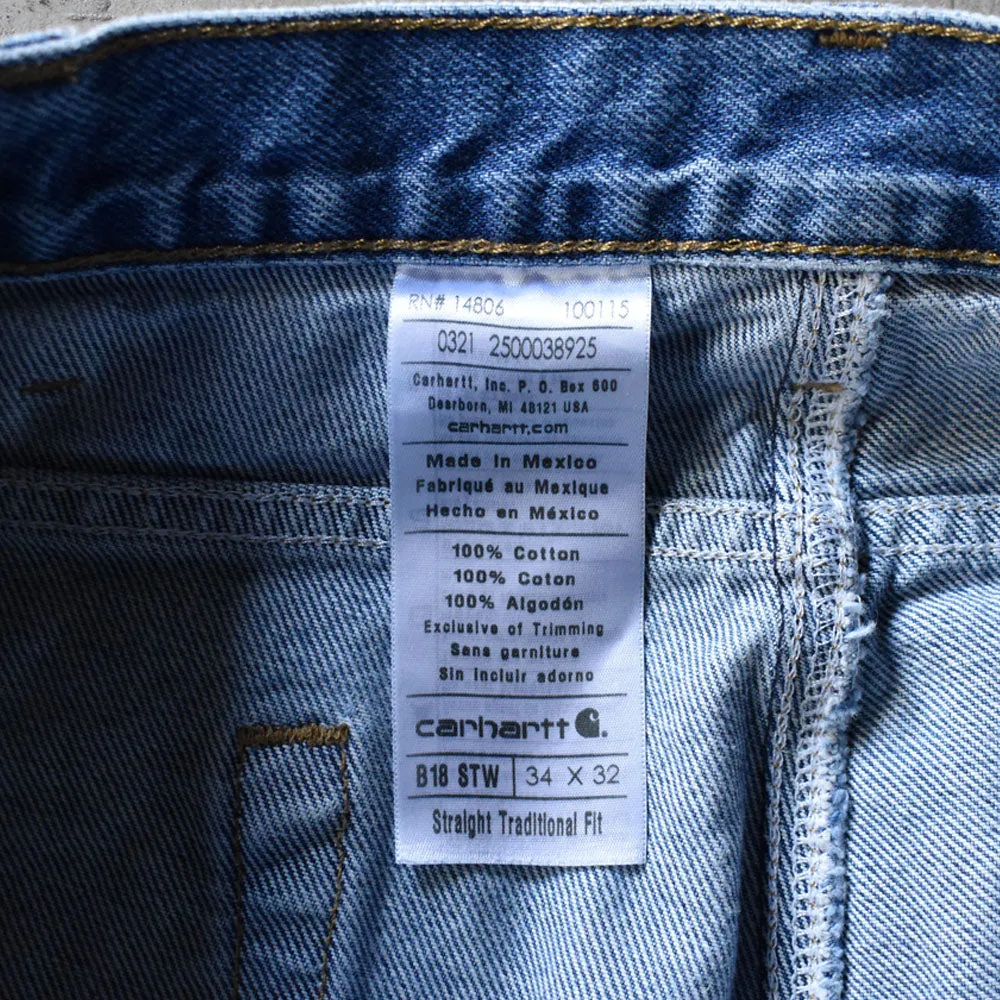 RN# 14806 100115
0321 2500038925
Carhartt, Inc. P. O. Box 600
Dearborn, MI 48121 USA
carhartt.com
Made in Mexico
Fabriqué au Mexique
Hecho en México
100% Cotton
100% Coton
100% Algodón
Exclusive of Trimming
Sans garniture
Sin incluir adorno
carhartt
B18 STW 34 X 32
Straight Traditional Fit